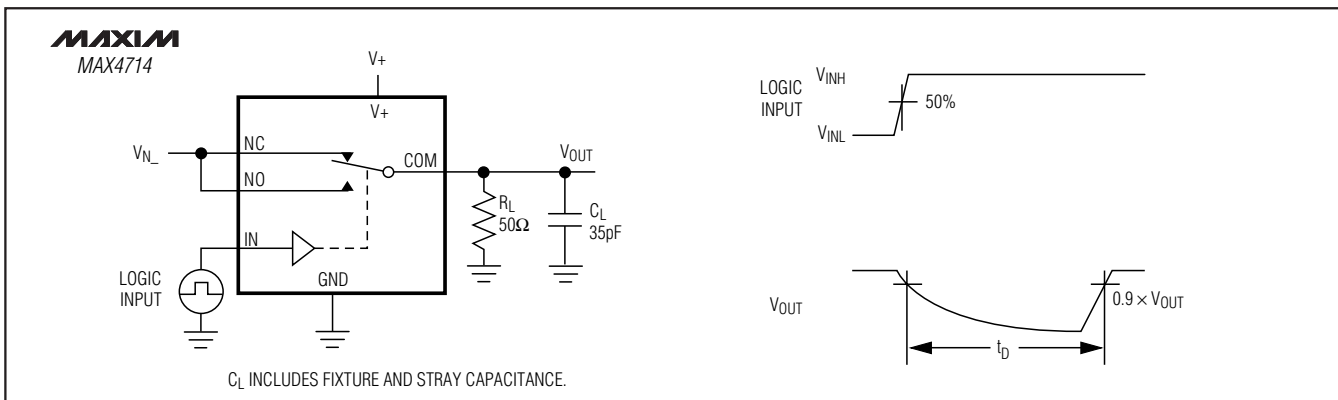 MAXIM
MAX4714
V+
V+
V_N_
NC
NO
COM
V_OUT
R_L
50Ω
C_L
35pF
IN
LOGIC
INPUT
GND
C_L INCLUDES FIXTURE AND STRAY CAPACITANCE.
LOGIC
INPUT
V_INH
50%
V_INL
V_OUT
0.9 × V_OUT
t_D